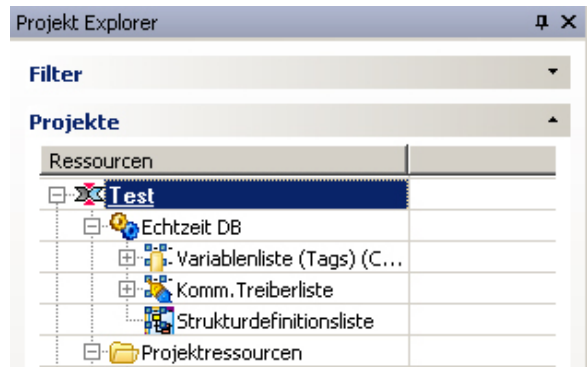 Projekt Explorer
Filter
Projekte
Ressourcen
Test
Echtzeit DB
Variablenliste (Tags) (C...
Komm.Treiberliste
Strukturdefinitionsliste
Projektressourcen